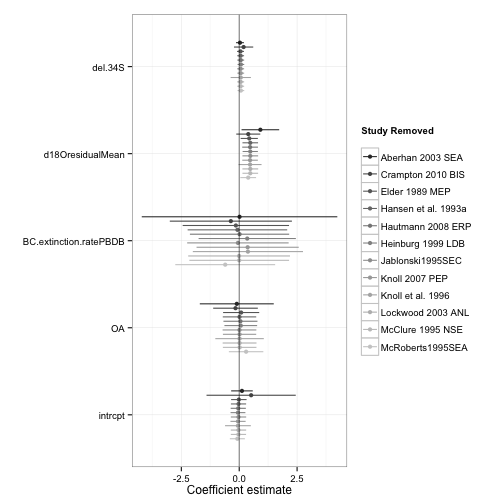 del.34S
d18OresidualMean
BC.extinction.ratePBDB
OA
intrcpt
-2.5
0.0
2.5
Coefficient estimate
Study Removed
Aberhan 2003 SEA
Crampton 2010 BIS
Elder 1989 MEP
Hansen et al. 1993a
Hautmann 2008 ERP
Heinburg 1999 LDB
Jablonski1995SEC
Knoll 2007 PEP
Knoll et al. 1996
Lockwood 2003 ANL
McClure 1995 NSE
McRoberts1995SEA